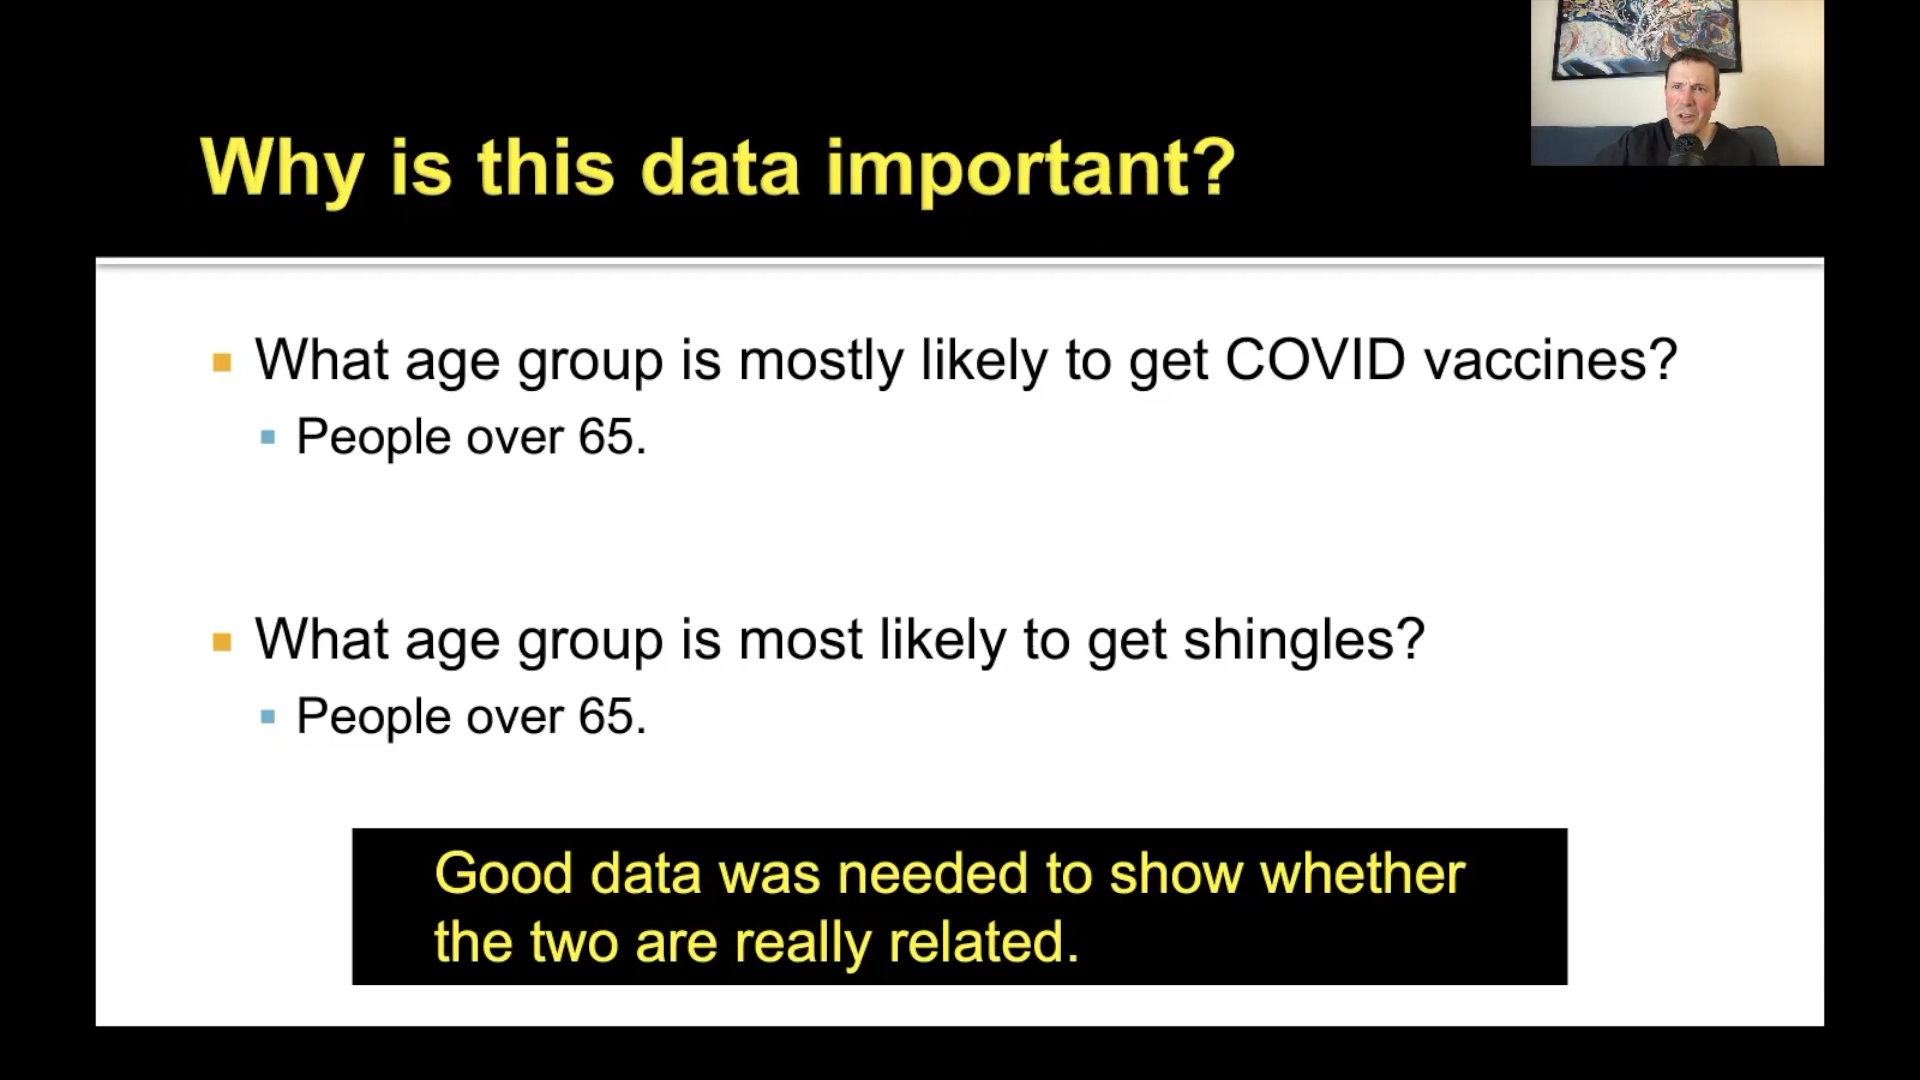 Why is this data important?
What age group is mostly likely to get COVID vaccines?
People over 65.
What age group is most likely to get shingles?
People over 65.
Good data was needed to show whether
the two are really related.